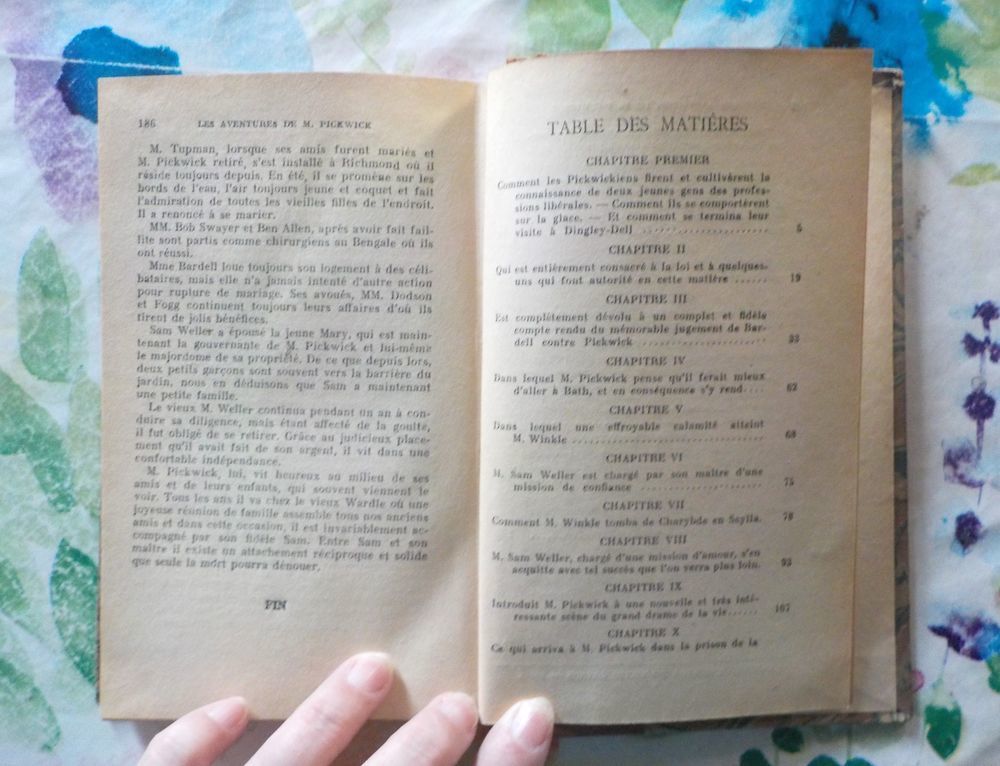 186 LES AVENTURES DE M. PICKWICK
M. Tupman, lorsque ses amis furent mariés et
M. Pickwick retiré, s'est installé à Richmond où il
réside toujours depuis. En été, il se promène sur les
bords de l'eau, l'air toujours jeune et coquet et fait
l'admiration de toutes les vieilles filles de l'endroit.
Il a renoncé à se marier.
MM. Bob Swayer et Ben Allen, après avoir fait fail-
lite sont partis comme chirurgiens au Bengale où ils
ont réussi.
Mme Bardell loue toujours son logement à des céli-
bataires, mais elle n'a jamais intenté d'autre action
pour rupture de mariage. Ses avoués, MM. Dodson
et Fogg continuent toujours leurs affaires d'où ils
tirent de jolis bénéfices.
Sam Weller a épousé la jeune Mary, qui est main-
tenant la gouvernante de M. Pickwick et lui-même
le majordome de sa propriété. De ce que depuis lors,
deux petits garçons sont souvent vers la barrière du
jardin, nous en déduisons que Sam a maintenant
une petite famille.
Le vieux M. Weller continua pendant un an à con-
duire sa diligence, mais étant affecté de la goutte,
il fut obligé de se retirer. Grâce au judicieux place-
ment qu'il avait fait de son argent, il vit dans une
confortable indépendance.
M. Pickwick, lui, vit heureux au milieu de ses
amis et de leurs enfants, qui souvent viennent le
voir. Tous les ans il va chez le vieux Wardle où une
joyeuse réunion de famille assemble tous nos anciens
amis et dans cette occasion, il est invariablement ac-
compagné par son fidèle Sam. Entre Sam et son
maître il existe un attachement réciproque et solide
que seule la mort pourra dénouer.
FIN
TABLE DES MATIÈRES
CHAPITRE PREMIER
Comment les Pickwickiens firent et cultivèrent la
connaissance de deux jeunes gens des profes-
sions libérales. — Comment ils se comportèrent
sur la glace. — Et comment se termina leur
visite à Dingley-Dell .................... 5
CHAPITRE II
Qui est entièrement consacré à la loi et à quelques-
uns qui font autorité en cette matière ...... 19
CHAPITRE III
Est complètement dévolu à un complet et fidèle
compte rendu du mémorable jugement de Bar-
dell contre Pickwick ....................
CHAPITRE IV
Dans lequel M. Pickwick pense qu'il ferait mieux
d'aller à Bath, et en conséquence s'y rend.... 62
CHAPITRE V
Dans lequel une effroyable calamité atteint
M. Winkle .............................. 68
CHAPITRE VI
M. Sam Weller est chargé par son maître d'une
mission de confiance .................... 75
CHAPITRE VII
Comment M. Winkle tomba de Charybde en Scylla. 78
CHAPITRE VIII
M. Sam Weller, chargé d'une mission d'amour, s'en
acquitte avec tel succès que l'on verra plus loin. 93
CHAPITRE IX
Introduit M. Pickwick à une nouvelle et très inté-
ressante scène du grand drame de la vie...... 107
CHAPITRE X
Ce qui arriva à M. Pickwick dans la prison de la